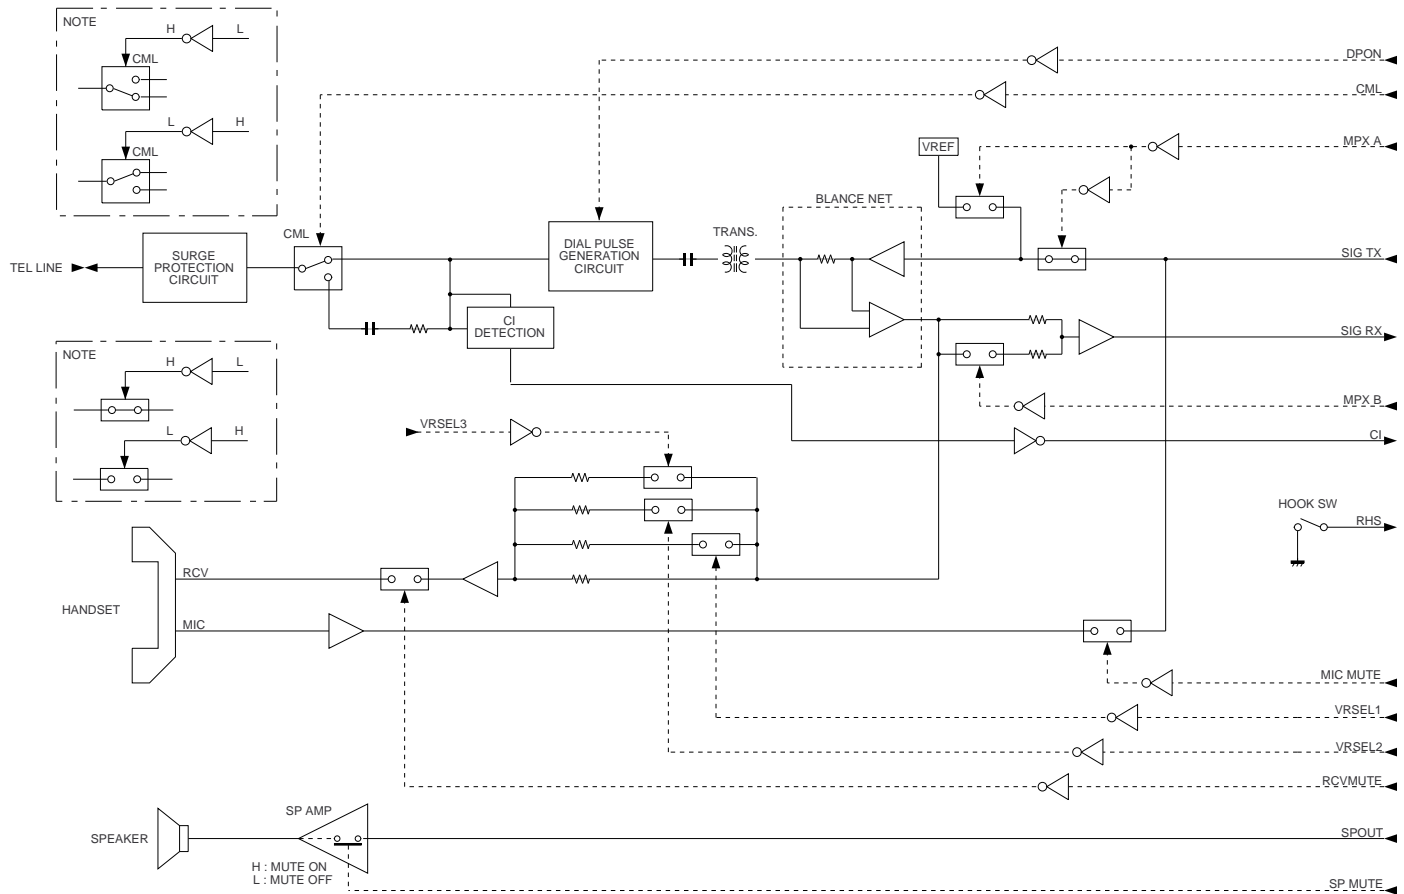 NOTE
H
L
CML
L
H
CML
DPON
CML
MPX A
VREF
BLANCE NET
TRANS.
CML
TEL LINE
SURGE
PROTECTION
CIRCUIT
DIAL PULSE
GENERATION
CIRCUIT
SIG TX
CI
DETECTION
SIG RX
NOTE
H
L
L
H
MPX B
VRSEL3
CI
HOOK SW
RHS
RCV
HANDSET
MIC
MIC MUTE
VRSEL1
VRSEL2
RCVMUTE
SP AMP
SPEAKER
SPOUT
H : MUTE ON
L : MUTE OFF
SP MUTE